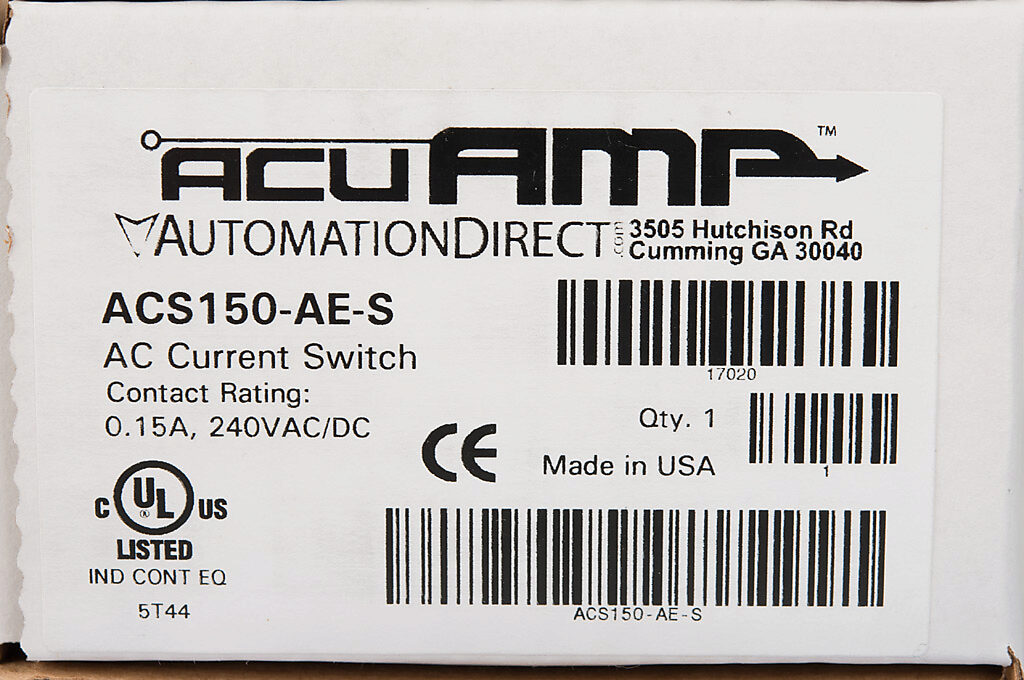 ACUAMP™
AUTOMATIONDIRECT.com
3505 Hutchison Rd
Cumming GA 30040
ACS150-AE-S
AC Current Switch
Contact Rating:
0.15A, 240VAC/DC
17020
Qty. 1
1
Made in USA
CE
C UL® US
LISTED
IND CONT EQ
5T44
ACS150-AE-S